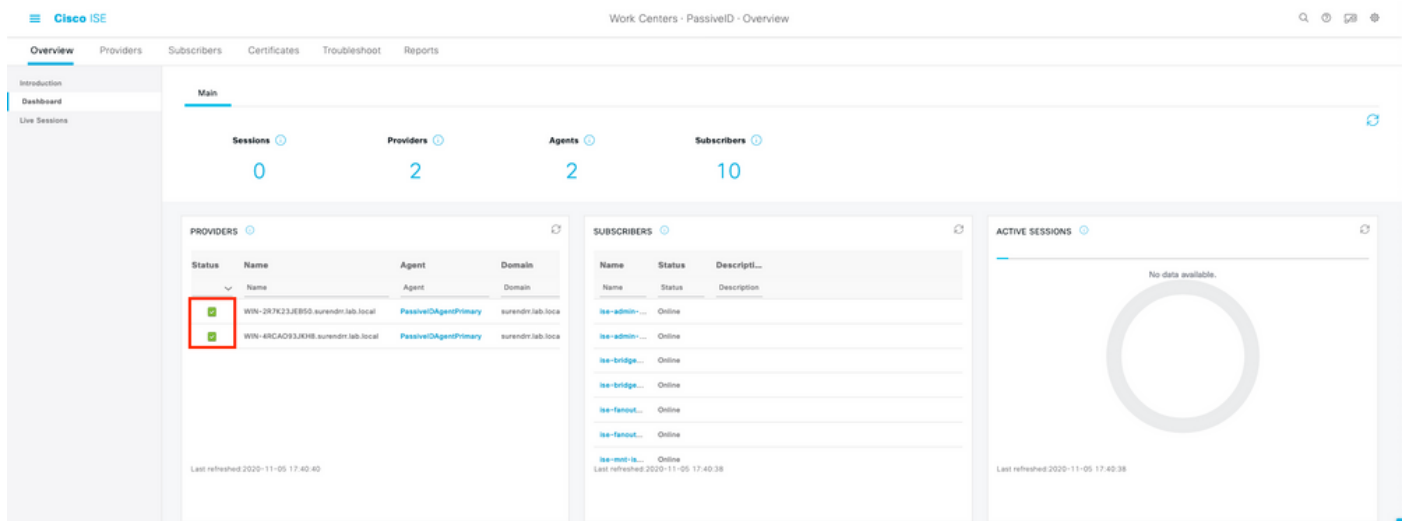 Cisco ISE
Work Centers · PassiveID · Overview
Overview Providers Subscribers Certificates Troubleshoot Reports
Introduction
Dashboard
Live Sessions
Main
Sessions Providers Agents Subscribers
0 2 2 10
PROVIDERS
Status Name Agent Domain
Name Agent Domain
WIN-2R7K23JEB50.surendrr.lab.local PassiveIDAgentPrimary surendrr.lab.loca
WIN-4RCAO93JKH8.surendrr.lab.local PassiveIDAgentPrimary surendrr.lab.loca
Last refreshed:2020-11-05 17:40:40
SUBSCRIBERS
Name Status Descripti...
Name Status Description
ise-admin-... Online
ise-admin-... Online
ise-bridge... Online
ise-bridge... Online
ise-fanout... Online
ise-fanout... Online
ise-mnt-is... Online
Last refreshed:2020-11-05 17:40:38
ACTIVE SESSIONS
No data available.
Last refreshed:2020-11-05 17:40:38